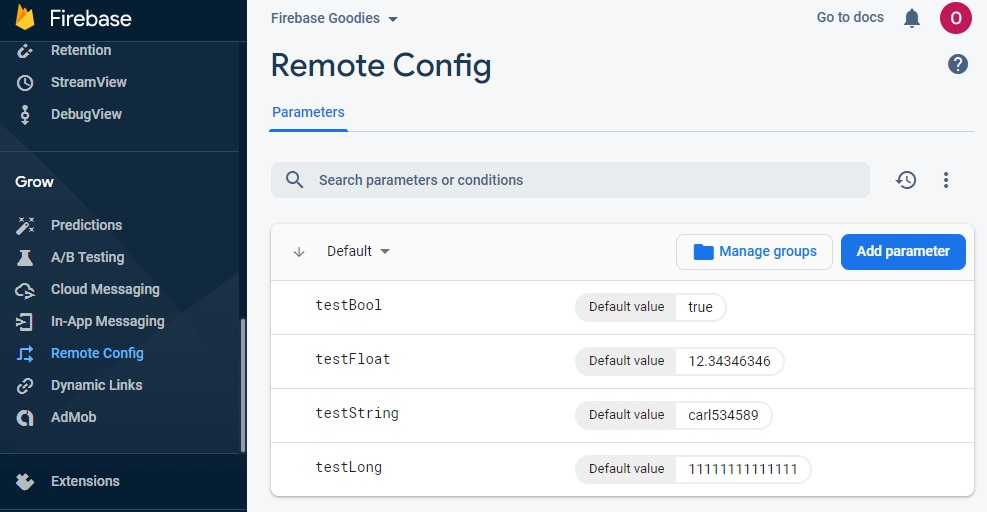 Firebase
Retention
StreamView
DebugView
Grow
Predictions
A/B Testing
Cloud Messaging
In-App Messaging
Remote Config
Dynamic Links
AdMob
Extensions
Firebase Goodies
Go to docs
O
Remote Config
?
Parameters
Search parameters or conditions
Default
Manage groups
Add parameter
testBool Default value true
testFloat Default value 12.34346346
testString Default value carl534589
testLong Default value 11111111111111